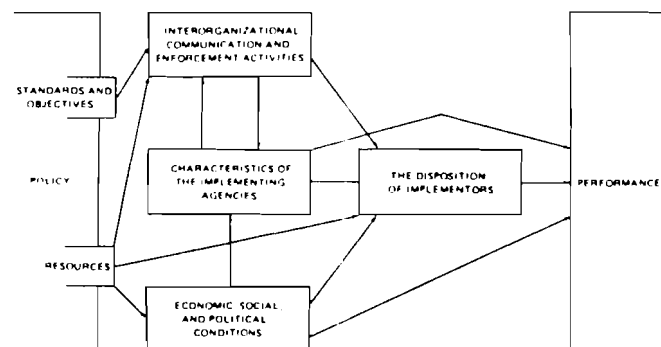 INTERORGANIZATIONAL
COMMUNICATION AND
ENFORCEMENT ACTIVITIES
STANDARDS AND
OBJECTIVES
POLICY
CHARACTERISTICS OF
THE IMPLEMENTING
AGENCIES
THE DISPOSITION
OF IMPLEMENTORS
PERFORMANCE
RESOURCES
ECONOMIC, SOCIAL,
AND POLITICAL
CONDITIONS